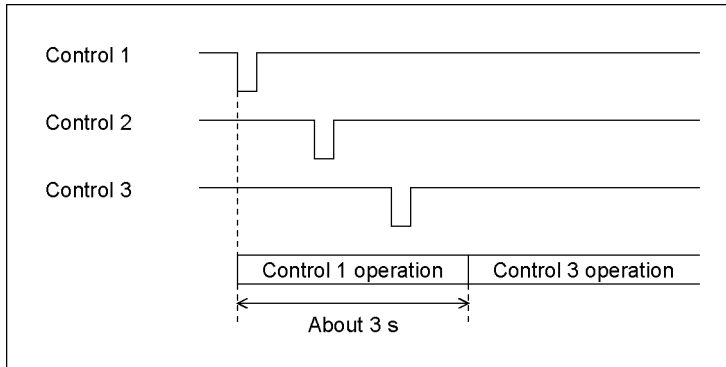 Control 1
Control 2
Control 3
Control 1 operation
Control 3 operation
About 3 s